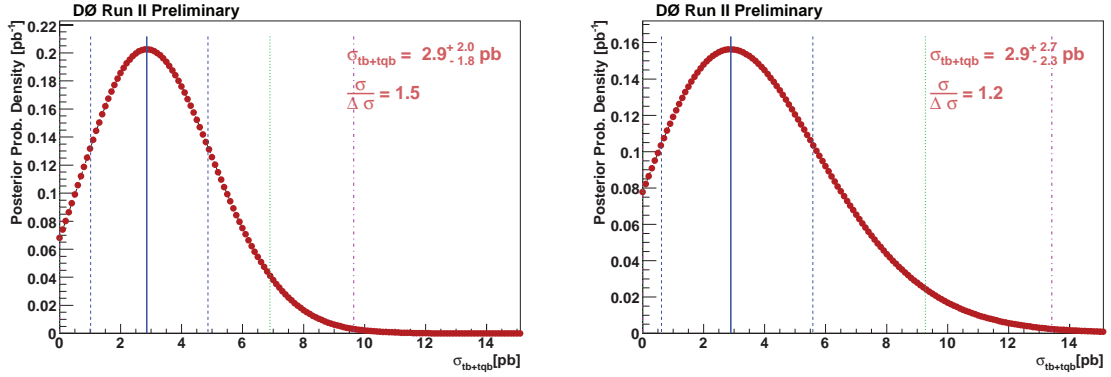 DØ Run II Preliminary
Posterior Prob. Density [pb⁻¹]
0.22
0.2
0.18
0.16
0.14
0.12
0.1
0.08
0.06
0.04
0.02
0
σtb+tqb = 2.9 + 2.0 - 1.8 pb
σ
Δ σ = 1.5
0 2 4 6 8 10 12 14
σtb+tqb[pb]
DØ Run II Preliminary
Posterior Prob. Density [pb⁻¹]
0.16
0.14
0.12
0.1
0.08
0.06
0.04
0.02
0
σtb+tqb = 2.9 + 2.7 - 2.3 pb
σ
Δ σ = 1.2
0 2 4 6 8 10 12 14
σtb+tqb[pb]